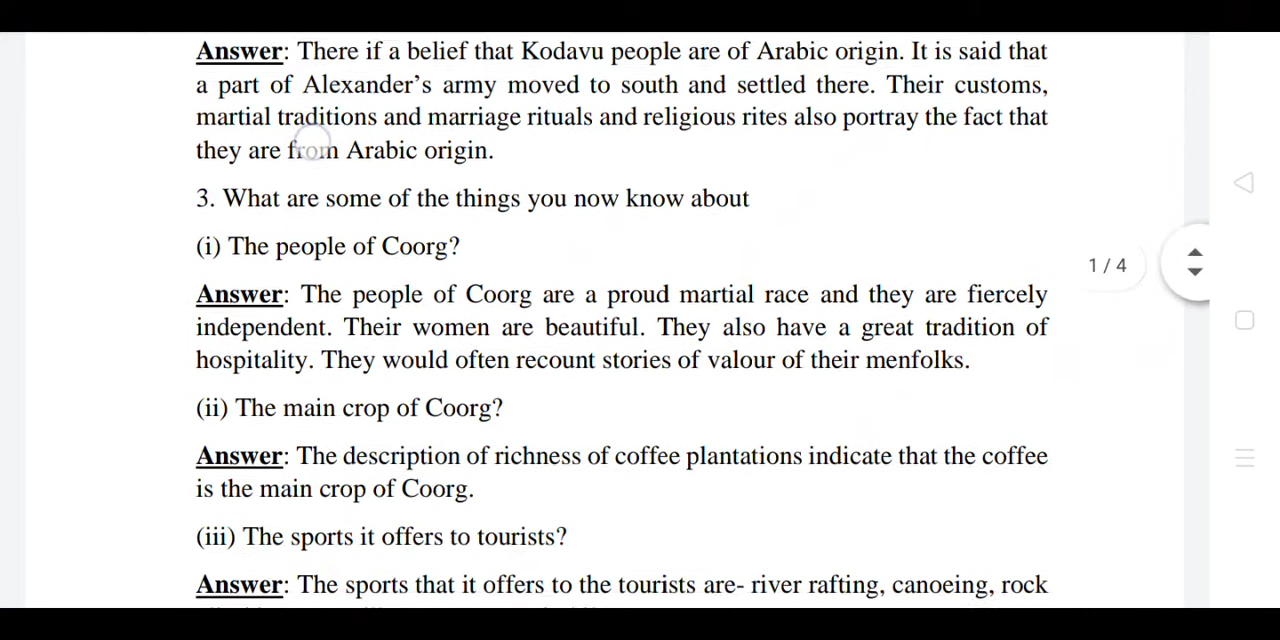 Answer: There if a belief that Kodavu people are of Arabic origin. It is said that
a part of Alexander’s army moved to south and settled there. Their customs,
martial traditions and marriage rituals and religious rites also portray the fact that
they are from Arabic origin.
3. What are some of the things you now know about
(i) The people of Coorg?
1 / 4
Answer: The people of Coorg are a proud martial race and they are fiercely
independent. Their women are beautiful. They also have a great tradition of
hospitality. They would often recount stories of valour of their menfolks.
(ii) The main crop of Coorg?
Answer: The description of richness of coffee plantations indicate that the coffee
is the main crop of Coorg.
(iii) The sports it offers to tourists?
Answer: The sports that it offers to the tourists are- river rafting, canoeing, rock